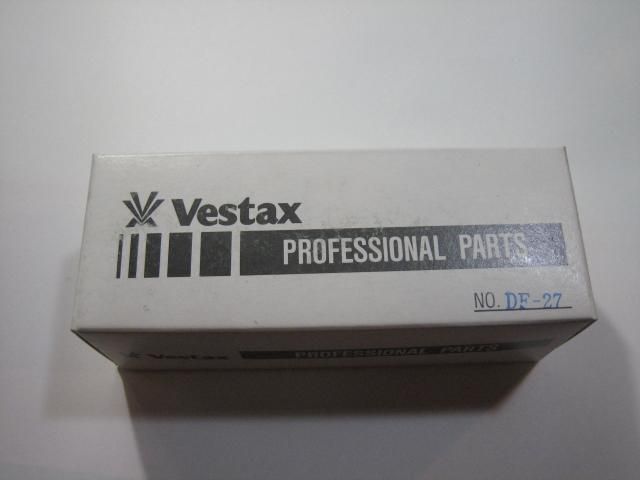 Vestax
PROFESSIONAL PARTS
NO. DF-27
Vestax
PROFESSIONAL PARTS